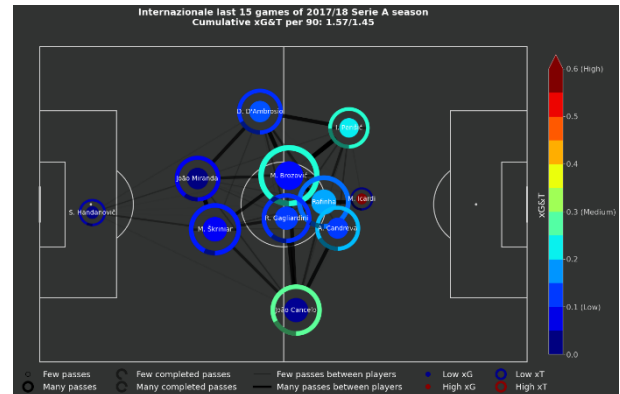 Internazionale last 15 games of 2017/18 Serie A season
Cumulative xG&T per 90: 1.57/1.45
0.6 (High)
0.5
0.4
0.3 (Medium)
0.2
0.1 (Low)
0.0
xG&T
D. D'Ambrosio
I. Perišić
M. Brozović
João Miranda
S. Handanovič
M. Icardi
Rafinha
R. Gagliardini
M. Škriniar
A. Candreva
João Cancelo
Few passes
Few completed passes
Few passes between players
Low xG
Low xT
Many passes
Many completed passes
Many passes between players
High xG
High xT